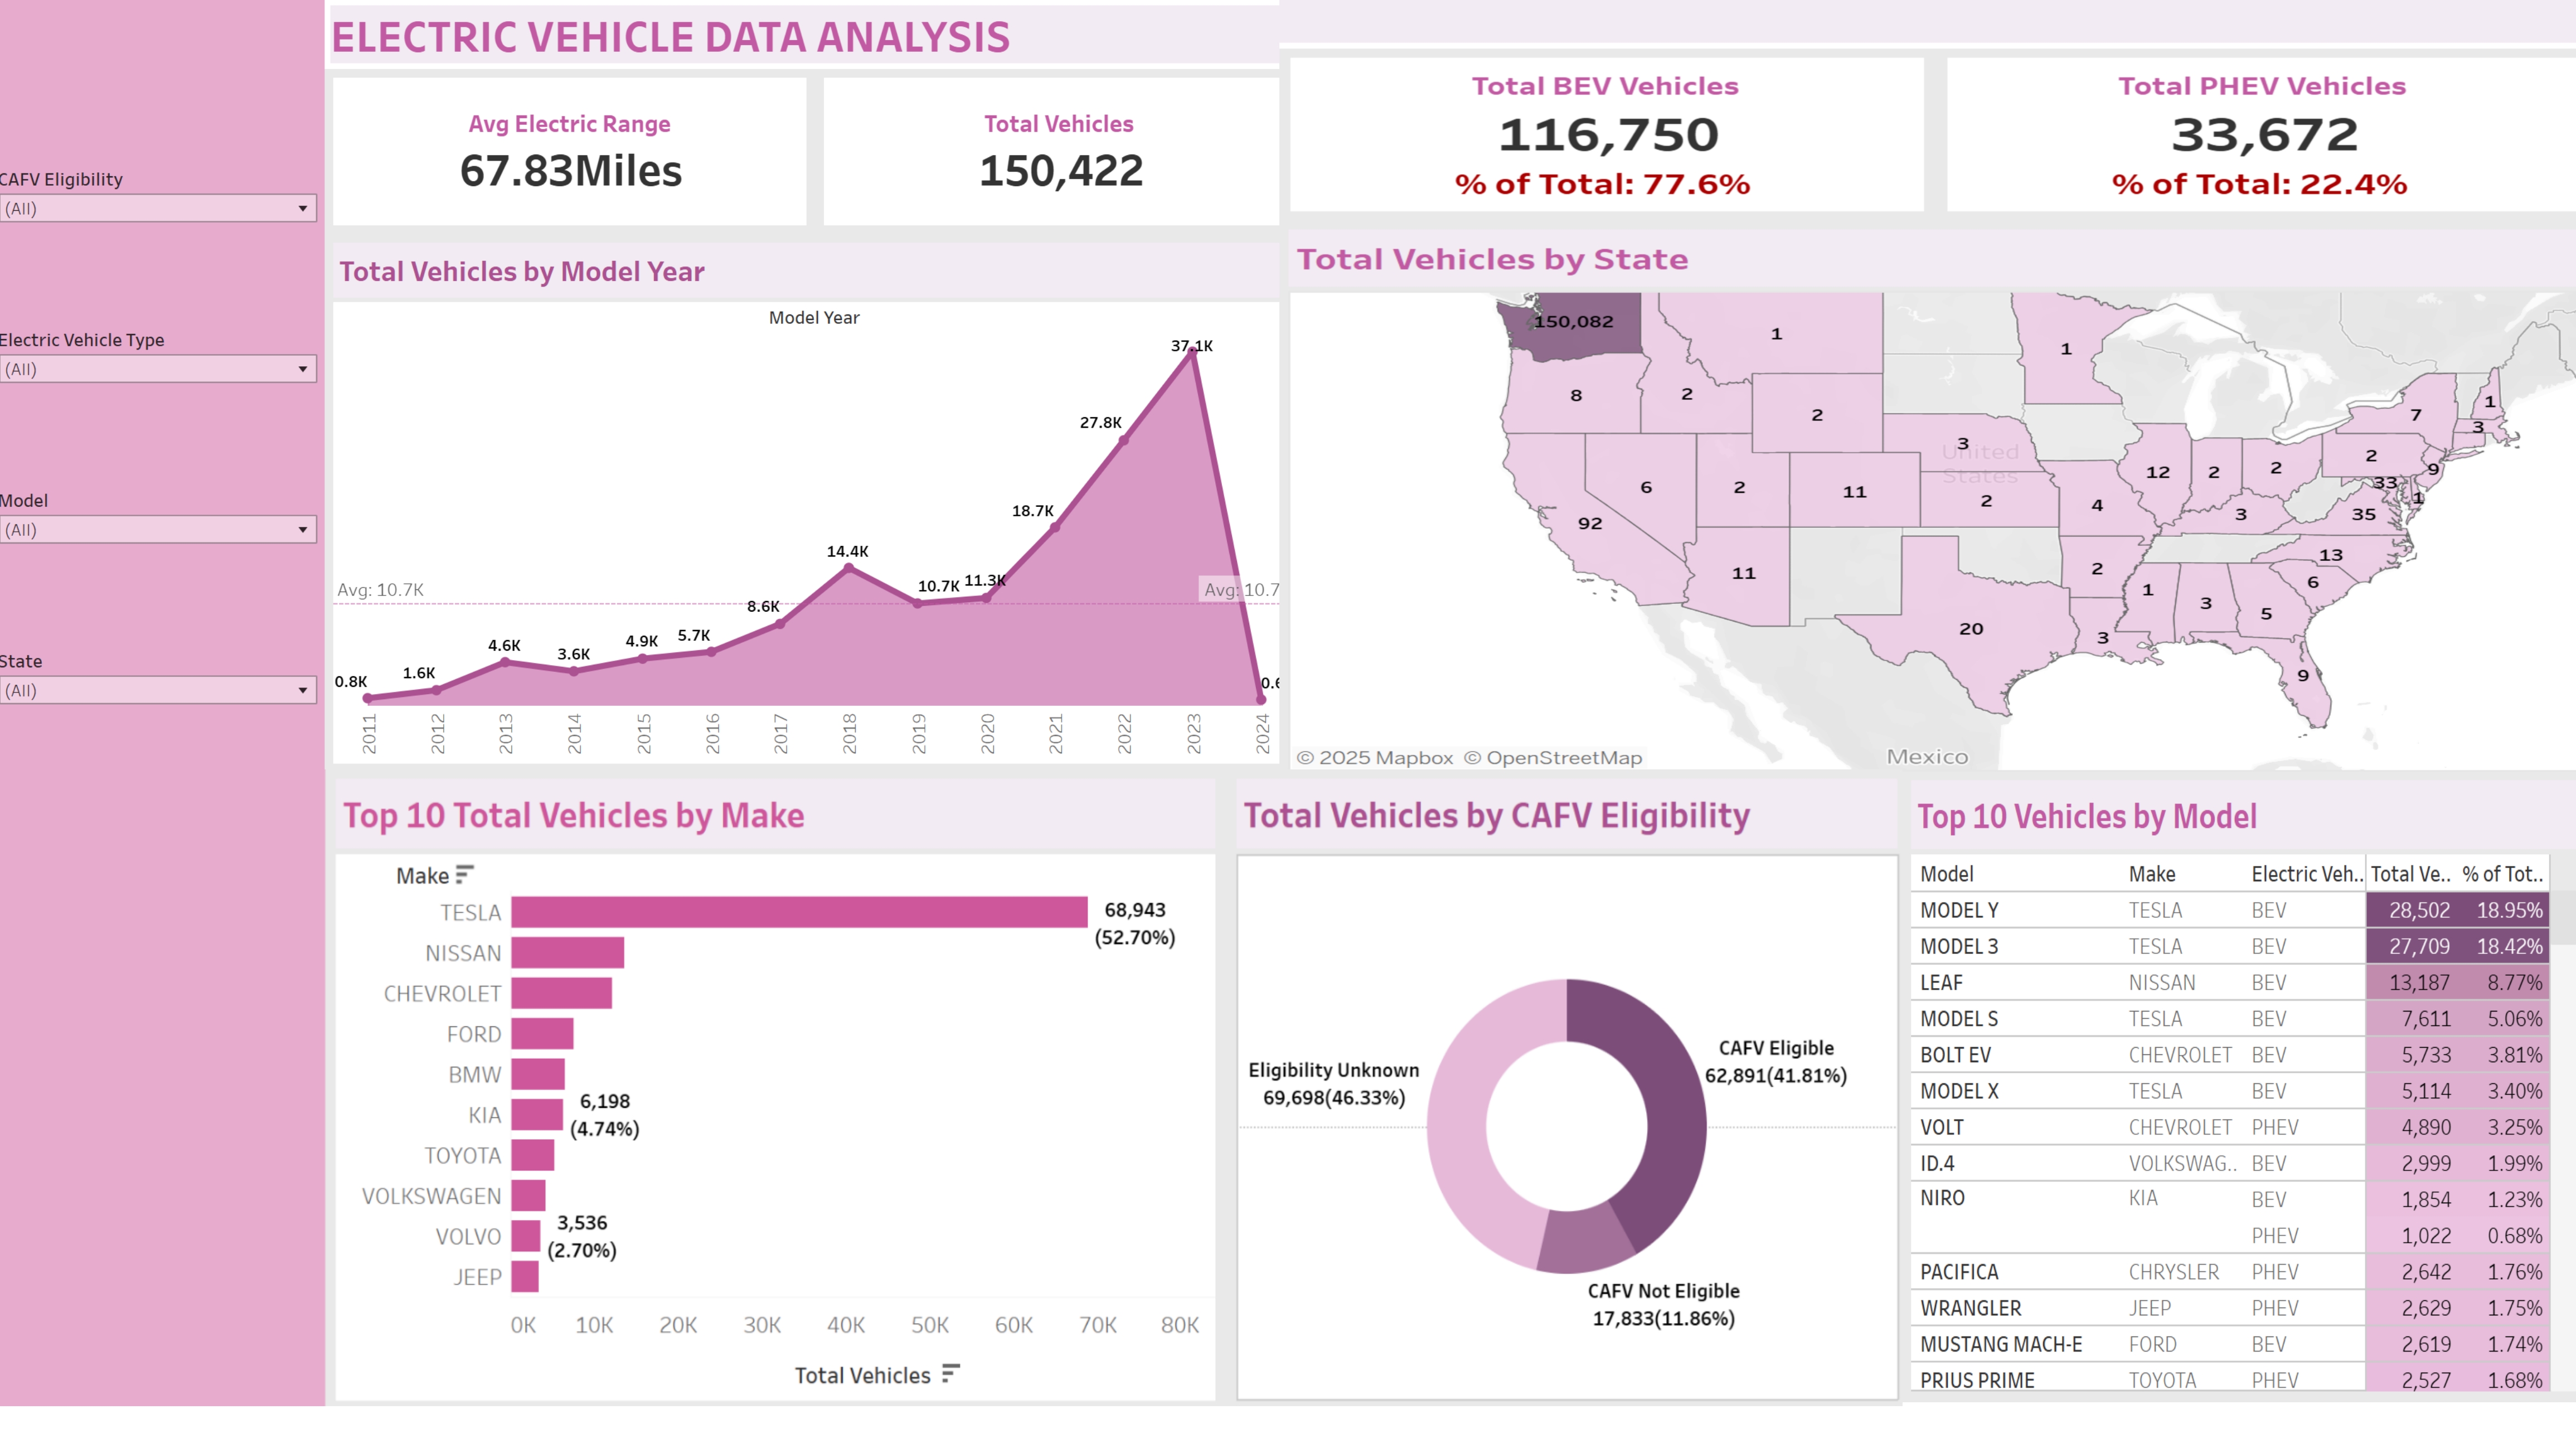 ELECTRIC VEHICLE DATA ANALYSIS
CAFV Eligibility
(All)
Electric Vehicle Type
(All)
Model
(All)
State
(All)
Avg Electric Range
67.83Miles
Total Vehicles
150,422
Total BEV Vehicles
116,750
% of Total: 77.6%
Total PHEV Vehicles
33,672
% of Total: 22.4%
Total Vehicles by Model Year
Model Year
37.1K
27.8K
18.7K
14.4K
10.7K
11.3K
8.6K
5.7K
4.9K
3.6K
4.6K
1.6K
0.8K
0.6
Avg: 10.7K
Avg: 10.7
2011
2012
2013
2014
2015
2016
2017
2018
2019
2020
2021
2022
2023
2024
Total Vehicles by State
150,082
1
1
8
2
2
3
7
1
3
6
2
11
2
4
12
2
2
2
9
33
1
92
3
35
11
2
13
20
3
1
3
5
6
9
United
States
Mexico
© 2025 Mapbox © OpenStreetMap
Top 10 Total Vehicles by Make
Make
TESLA
68,943
(52.70%)
NISSAN
CHEVROLET
FORD
BMW
KIA
6,198
(4.74%)
TOYOTA
VOLKSWAGEN
VOLVO
3,536
(2.70%)
JEEP
0K 10K 20K 30K 40K 50K 60K 70K 80K
Total Vehicles
Total Vehicles by CAFV Eligibility
Eligibility Unknown
69,698(46.33%)
CAFV Eligible
62,891(41.81%)
CAFV Not Eligible
17,833(11.86%)
Top 10 Vehicles by Model
Model Make Electric Veh.. Total Ve.. % of Tot..
MODEL Y TESLA BEV 28,502 18.95%
MODEL 3 TESLA BEV 27,709 18.42%
LEAF NISSAN BEV 13,187 8.77%
MODEL S TESLA BEV 7,611 5.06%
BOLT EV CHEVROLET BEV 5,733 3.81%
MODEL X TESLA BEV 5,114 3.40%
VOLT CHEVROLET PHEV 4,890 3.25%
ID.4 VOLKSWAG.. BEV 2,999 1.99%
NIRO KIA BEV 1,854 1.23%
PHEV 1,022 0.68%
PACIFICA CHRYSLER PHEV 2,642 1.76%
WRANGLER JEEP PHEV 2,629 1.75%
MUSTANG MACH-E FORD BEV 2,619 1.74%
PRIUS PRIME TOYOTA PHEV 2,527 1.68%